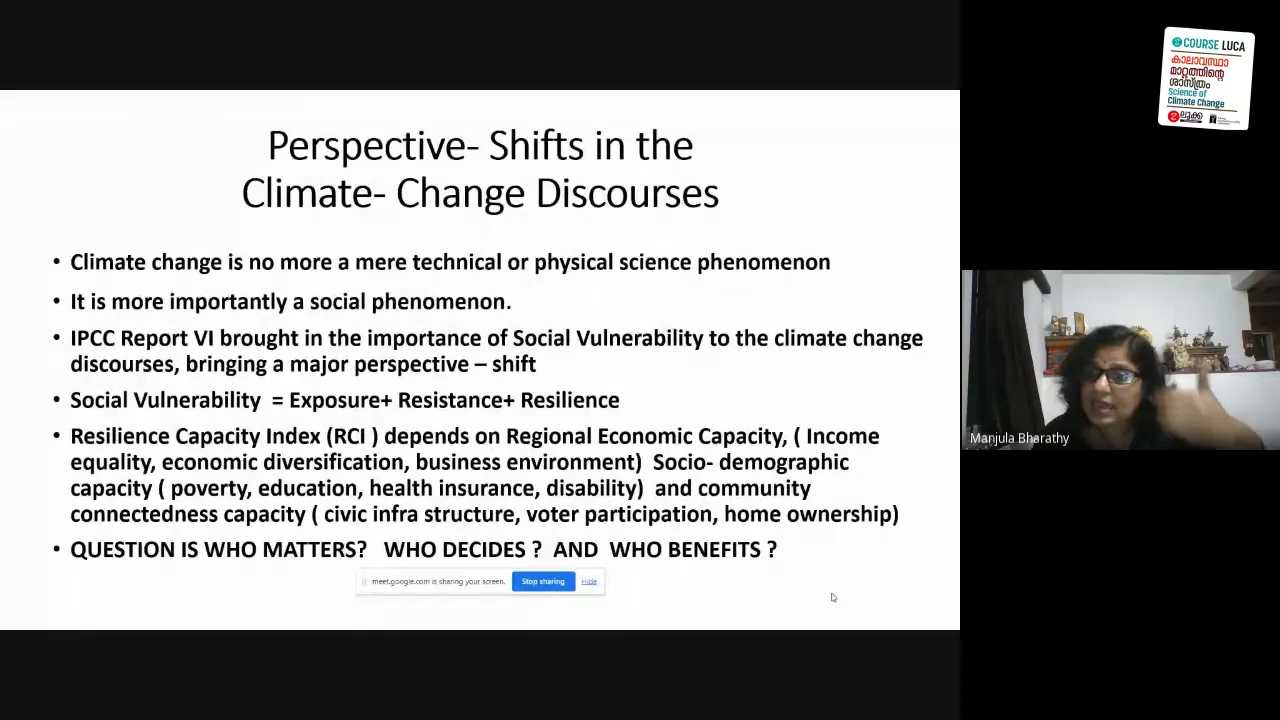 Perspective- Shifts in the
Climate- Change Discourses
• Climate change is no more a mere technical or physical science phenomenon
• It is more importantly a social phenomenon.
• IPCC Report VI brought in the importance of Social Vulnerability to the climate change
discourses, bringing a major perspective – shift
• Social Vulnerability = Exposure+ Resistance+ Resilience
• Resilience Capacity Index (RCI ) depends on Regional Economic Capacity, ( Income
equality, economic diversification, business environment) Socio- demographic
capacity ( poverty, education, health insurance, disability) and community
connectedness capacity ( civic infra structure, voter participation, home ownership)
• QUESTION IS WHO MATTERS? WHO DECIDES ? AND WHO BENEFITS ?
meet.google.com is sharing your screen. Stop sharing Hide
COURSE LUCA
കാലാവസ്ഥാ
മാറ്റത്തിന്റെ
ശാസ്ത്രം
Science of
Climate Change
ലൂക്ക
Manjula Bharathy